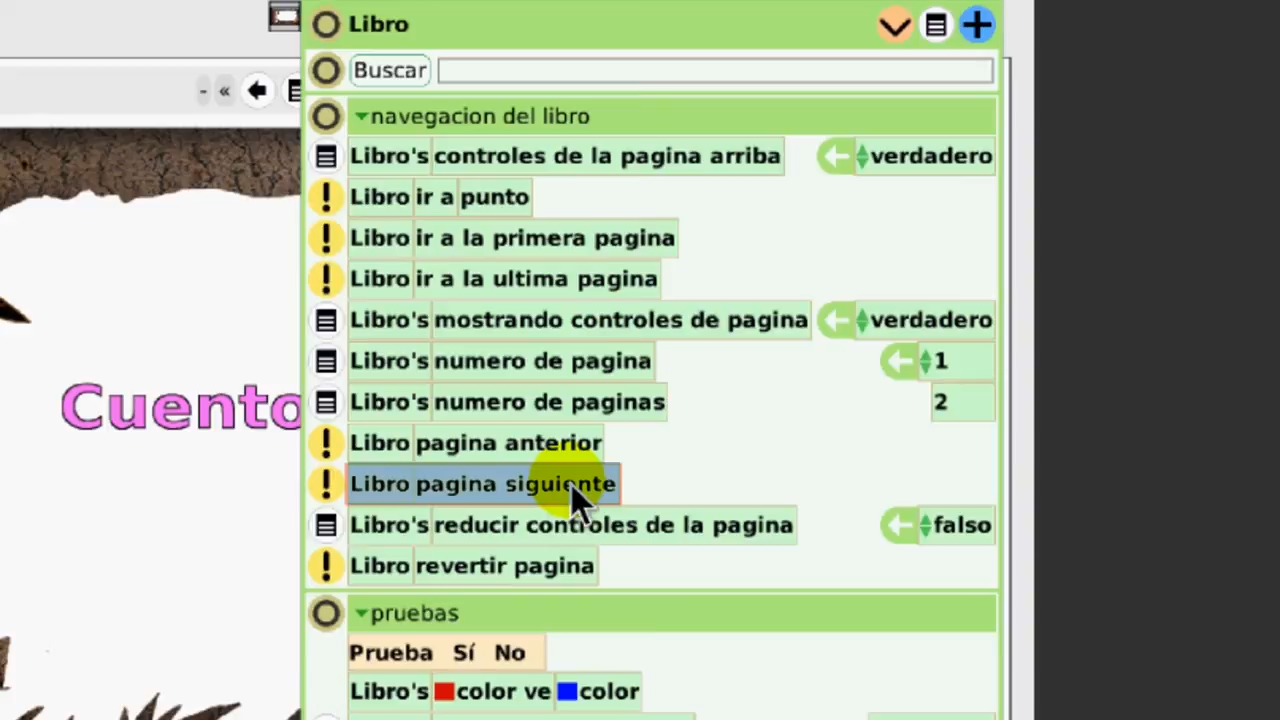 Libro
Buscar
navegacion del libro
Libro's controles de la pagina arriba verdadero
Libro ir a punto
Libro ir a la primera pagina
Libro ir a la ultima pagina
Libro's mostrando controles de pagina verdadero
Libro's numero de pagina 1
Libro's numero de paginas 2
Cuento
Libro pagina anterior
Libro pagina siguiente
Libro's reducir controles de la pagina falso
Libro revertir pagina
pruebas
Prueba Sí No
Libro's color ve color